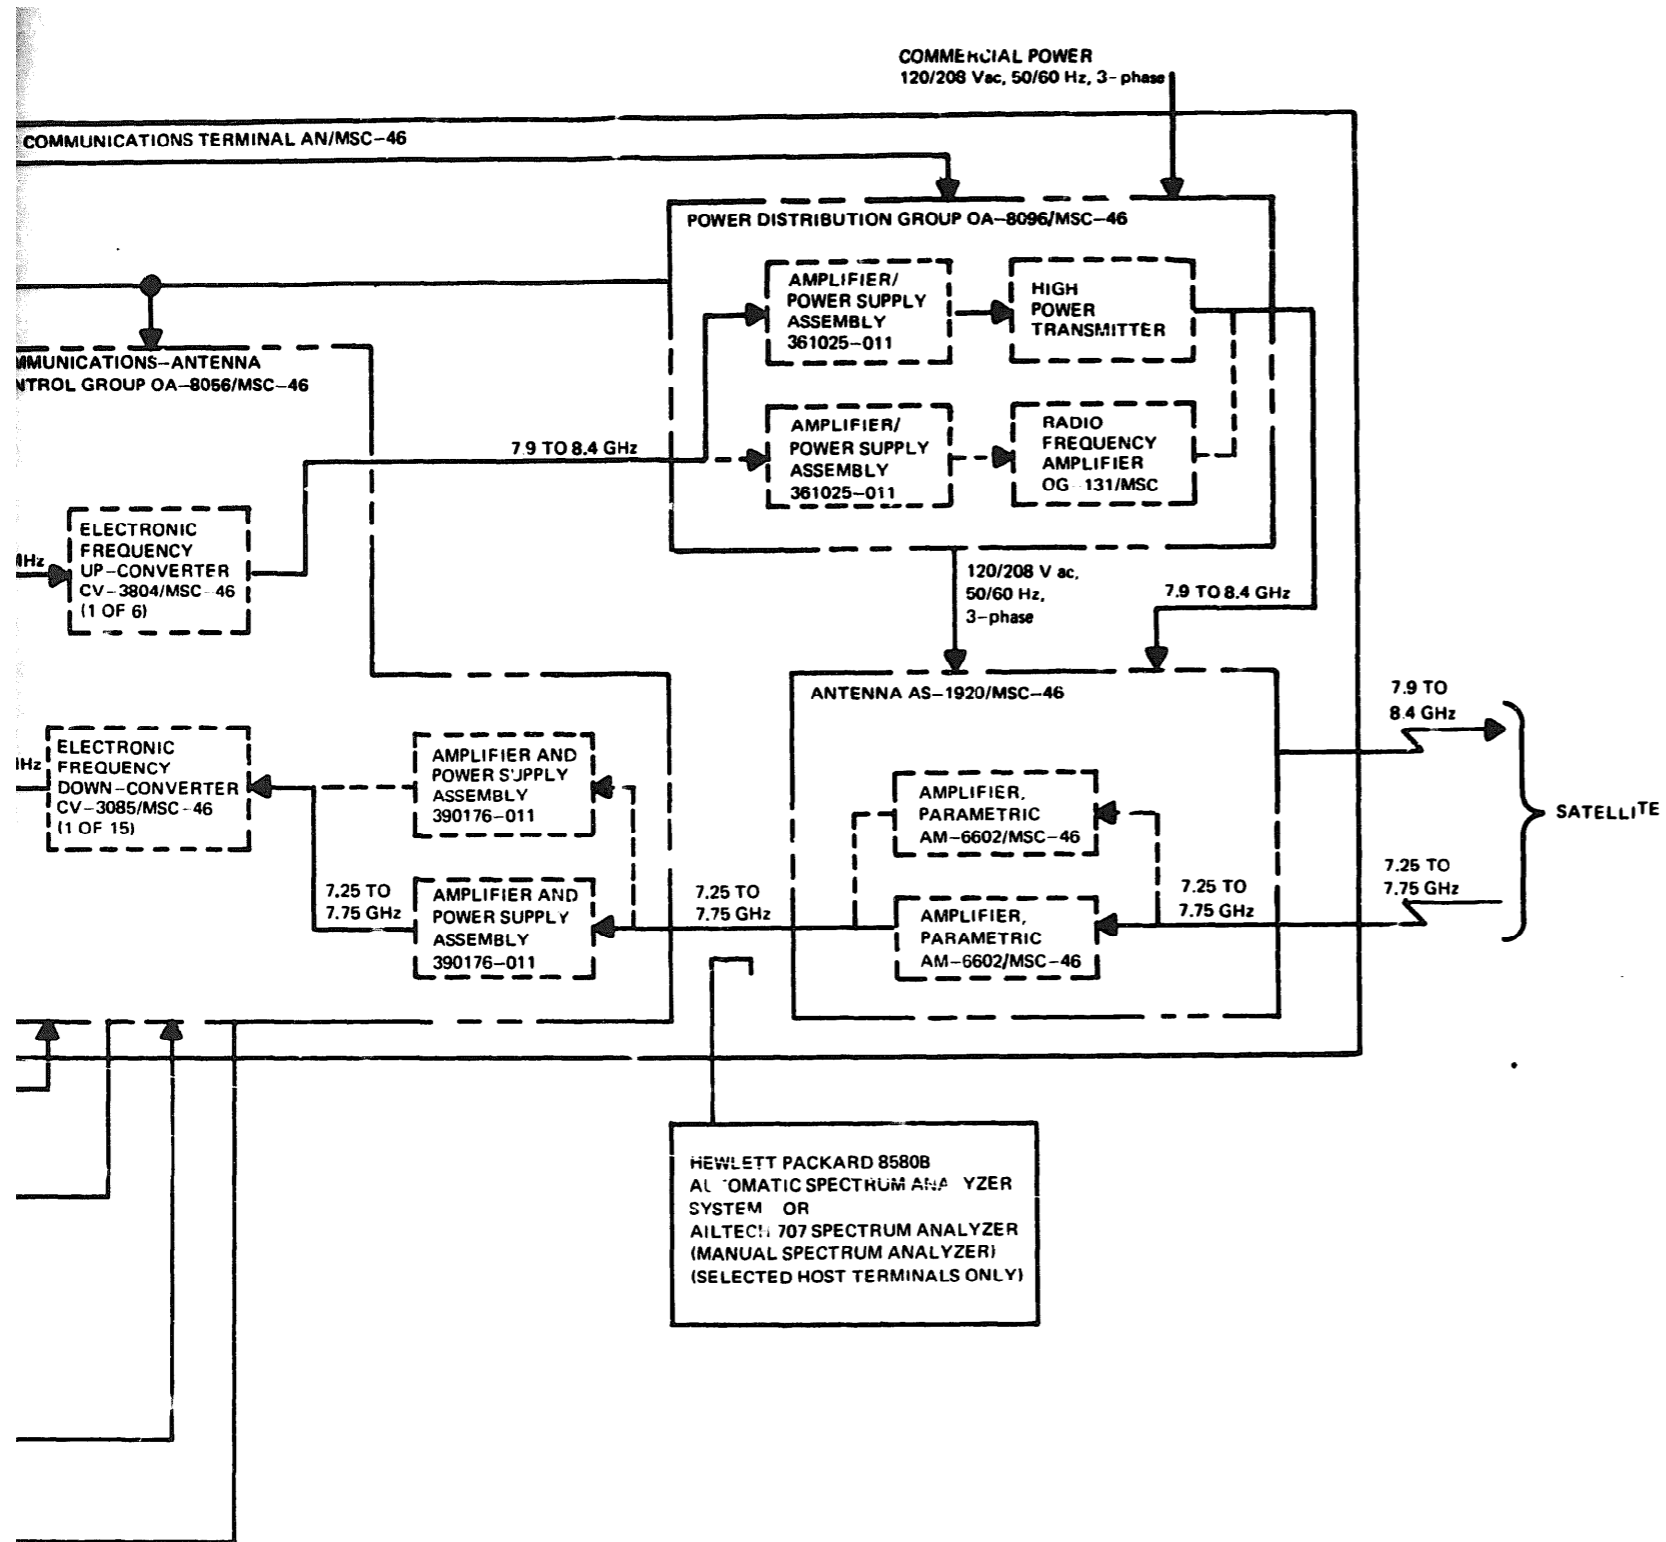 COMMERCIAL POWER
120/208 Vac, 50/60 Hz, 3-phase
COMMUNICATIONS TERMINAL AN/MSC-46
POWER DISTRIBUTION GROUP OA-8096/MSC-46
AMPLIFIER/
POWER SUPPLY
ASSEMBLY
361025-011
HIGH
POWER
TRANSMITTER
MMUNICATIONS-ANTENNA
NTROL GROUP OA-8056/MSC-46
AMPLIFIER/
POWER SUPPLY
ASSEMBLY
361025-011
RADIO
FREQUENCY
AMPLIFIER
OG 131/MSC
7.9 TO 8.4 GHz
MHz
ELECTRONIC
FREQUENCY
UP-CONVERTER
CV-3804/MSC-46
(1 OF 6)
120/208 V ac,
50/60 Hz,
3-phase
7.9 TO 8.4 GHz
ANTENNA AS-1920/MSC-46
7.9 TO
8.4 GHz
Hz
ELECTRONIC
FREQUENCY
DOWN-CONVERTER
CV-3085/MSC-46
(1 OF 15)
AMPLIFIER AND
POWER SUPPLY
ASSEMBLY
390176-011
AMPLIFIER,
PARAMETRIC
AM-6602/MSC-46
SATELLITE
7.25 TO
7.75 GHz
AMPLIFIER AND
POWER SUPPLY
ASSEMBLY
390176-011
7.25 TO
7.75 GHz
AMPLIFIER,
PARAMETRIC
AM-6602/MSC-46
7.25 TO
7.75 GHz
7.25 TO
7.75 GHz
HEWLETT PACKARD 8580B
AUTOMATIC SPECTRUM ANALYZER
SYSTEM OR
AILTECH 707 SPECTRUM ANALYZER
(MANUAL SPECTRUM ANALYZER)
(SELECTED HOST TERMINALS ONLY)